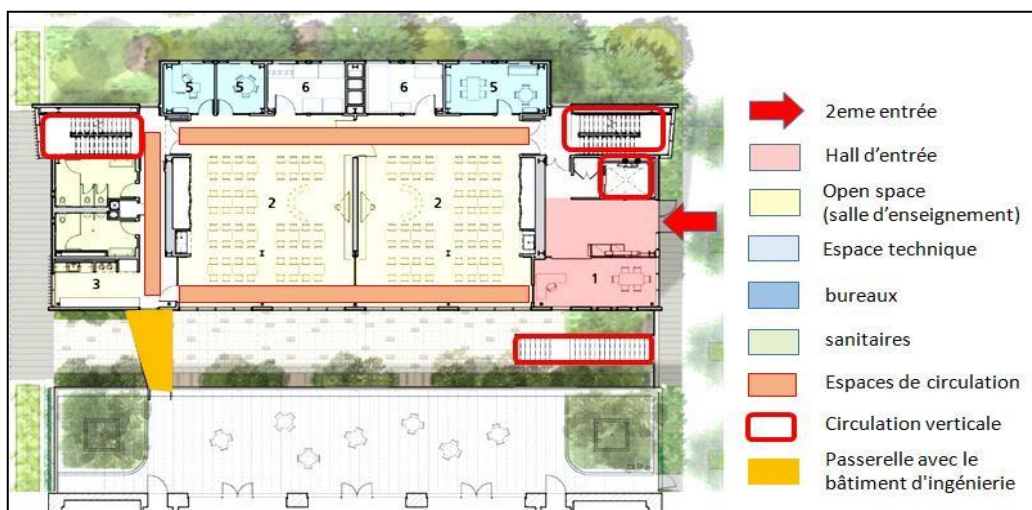 5
5
6
6
5
2
2
3
1
2eme entrée
Hall d'entrée
Open space
(salle d'enseignement)
Espace technique
bureaux
sanitaires
Espaces de circulation
Circulation verticale
Passerelle avec le
bâtiment d'ingénierie